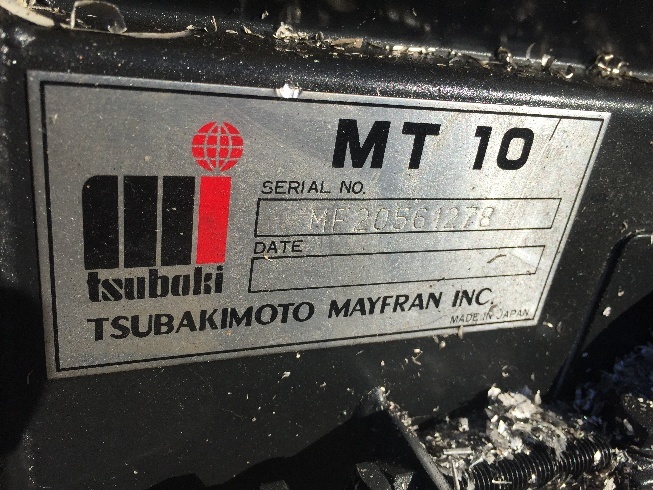 MT 10
SERIAL NO.
MF20561278
DATE
tsubaki
TSUBAKIMOTO MAYFRAN INC.
MADE IN JAPAN